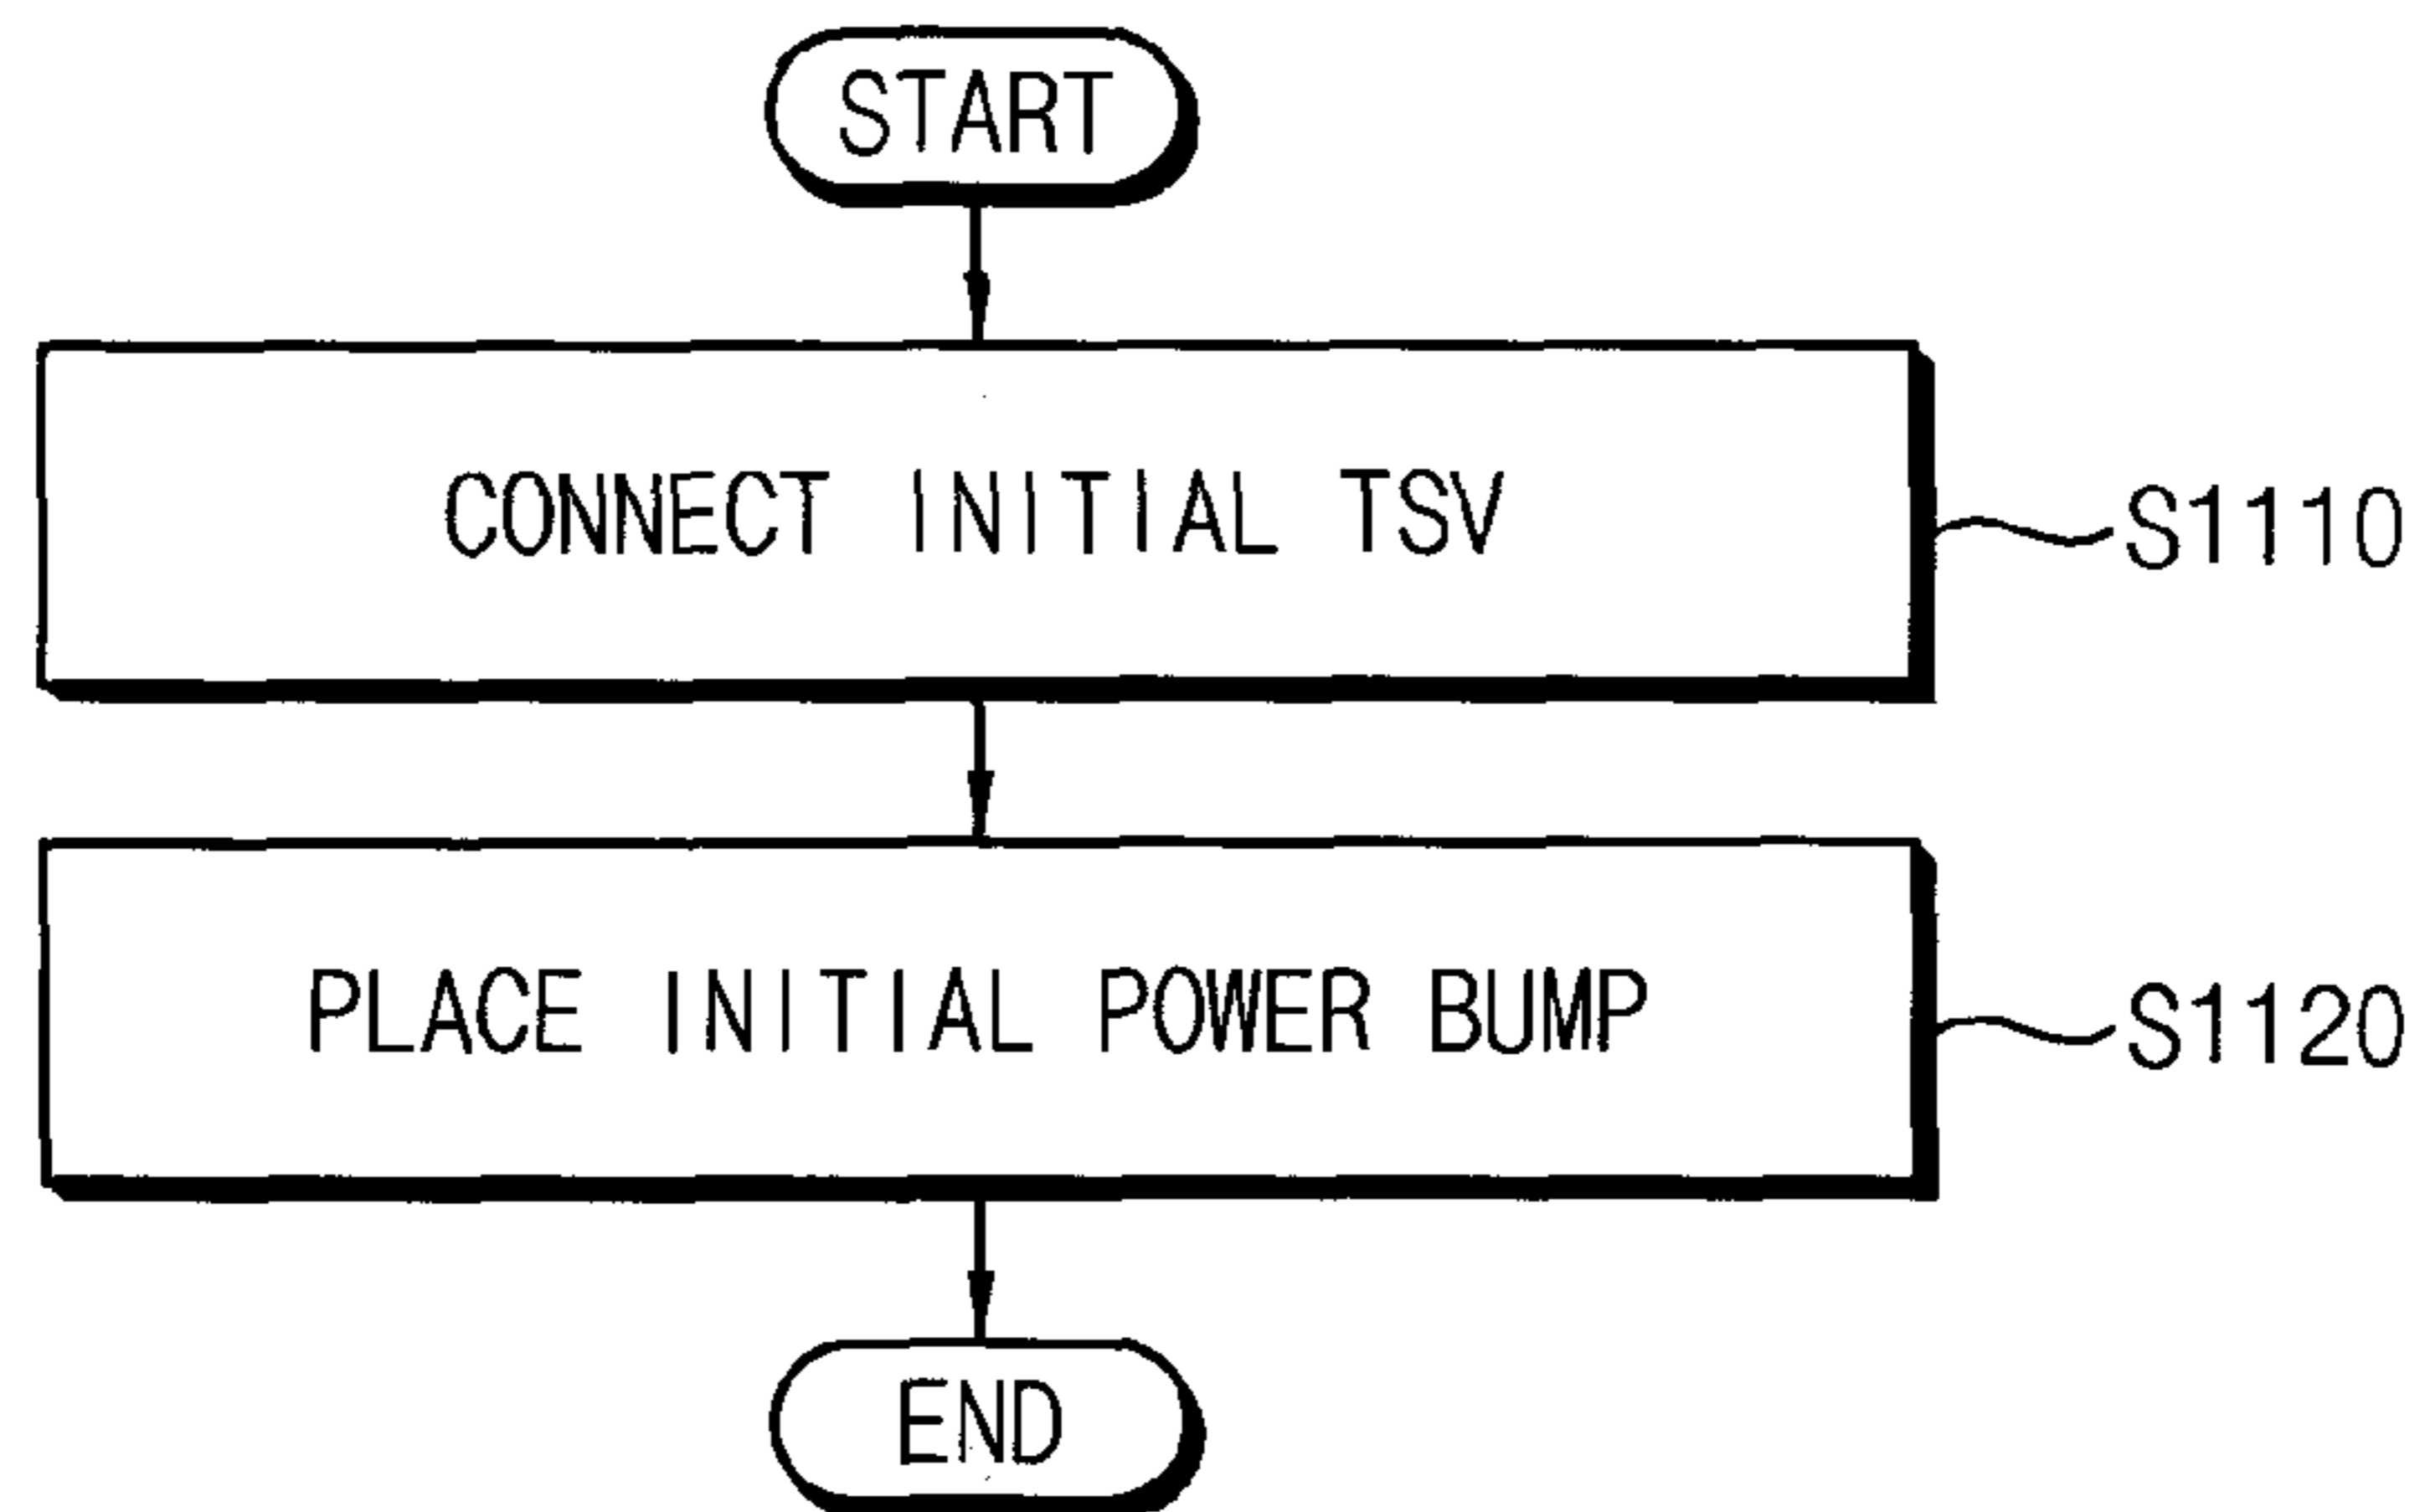 START
CONNECT INITIAL TSV
S1110
PLACE INITIAL POWER BUMP
S1120
END